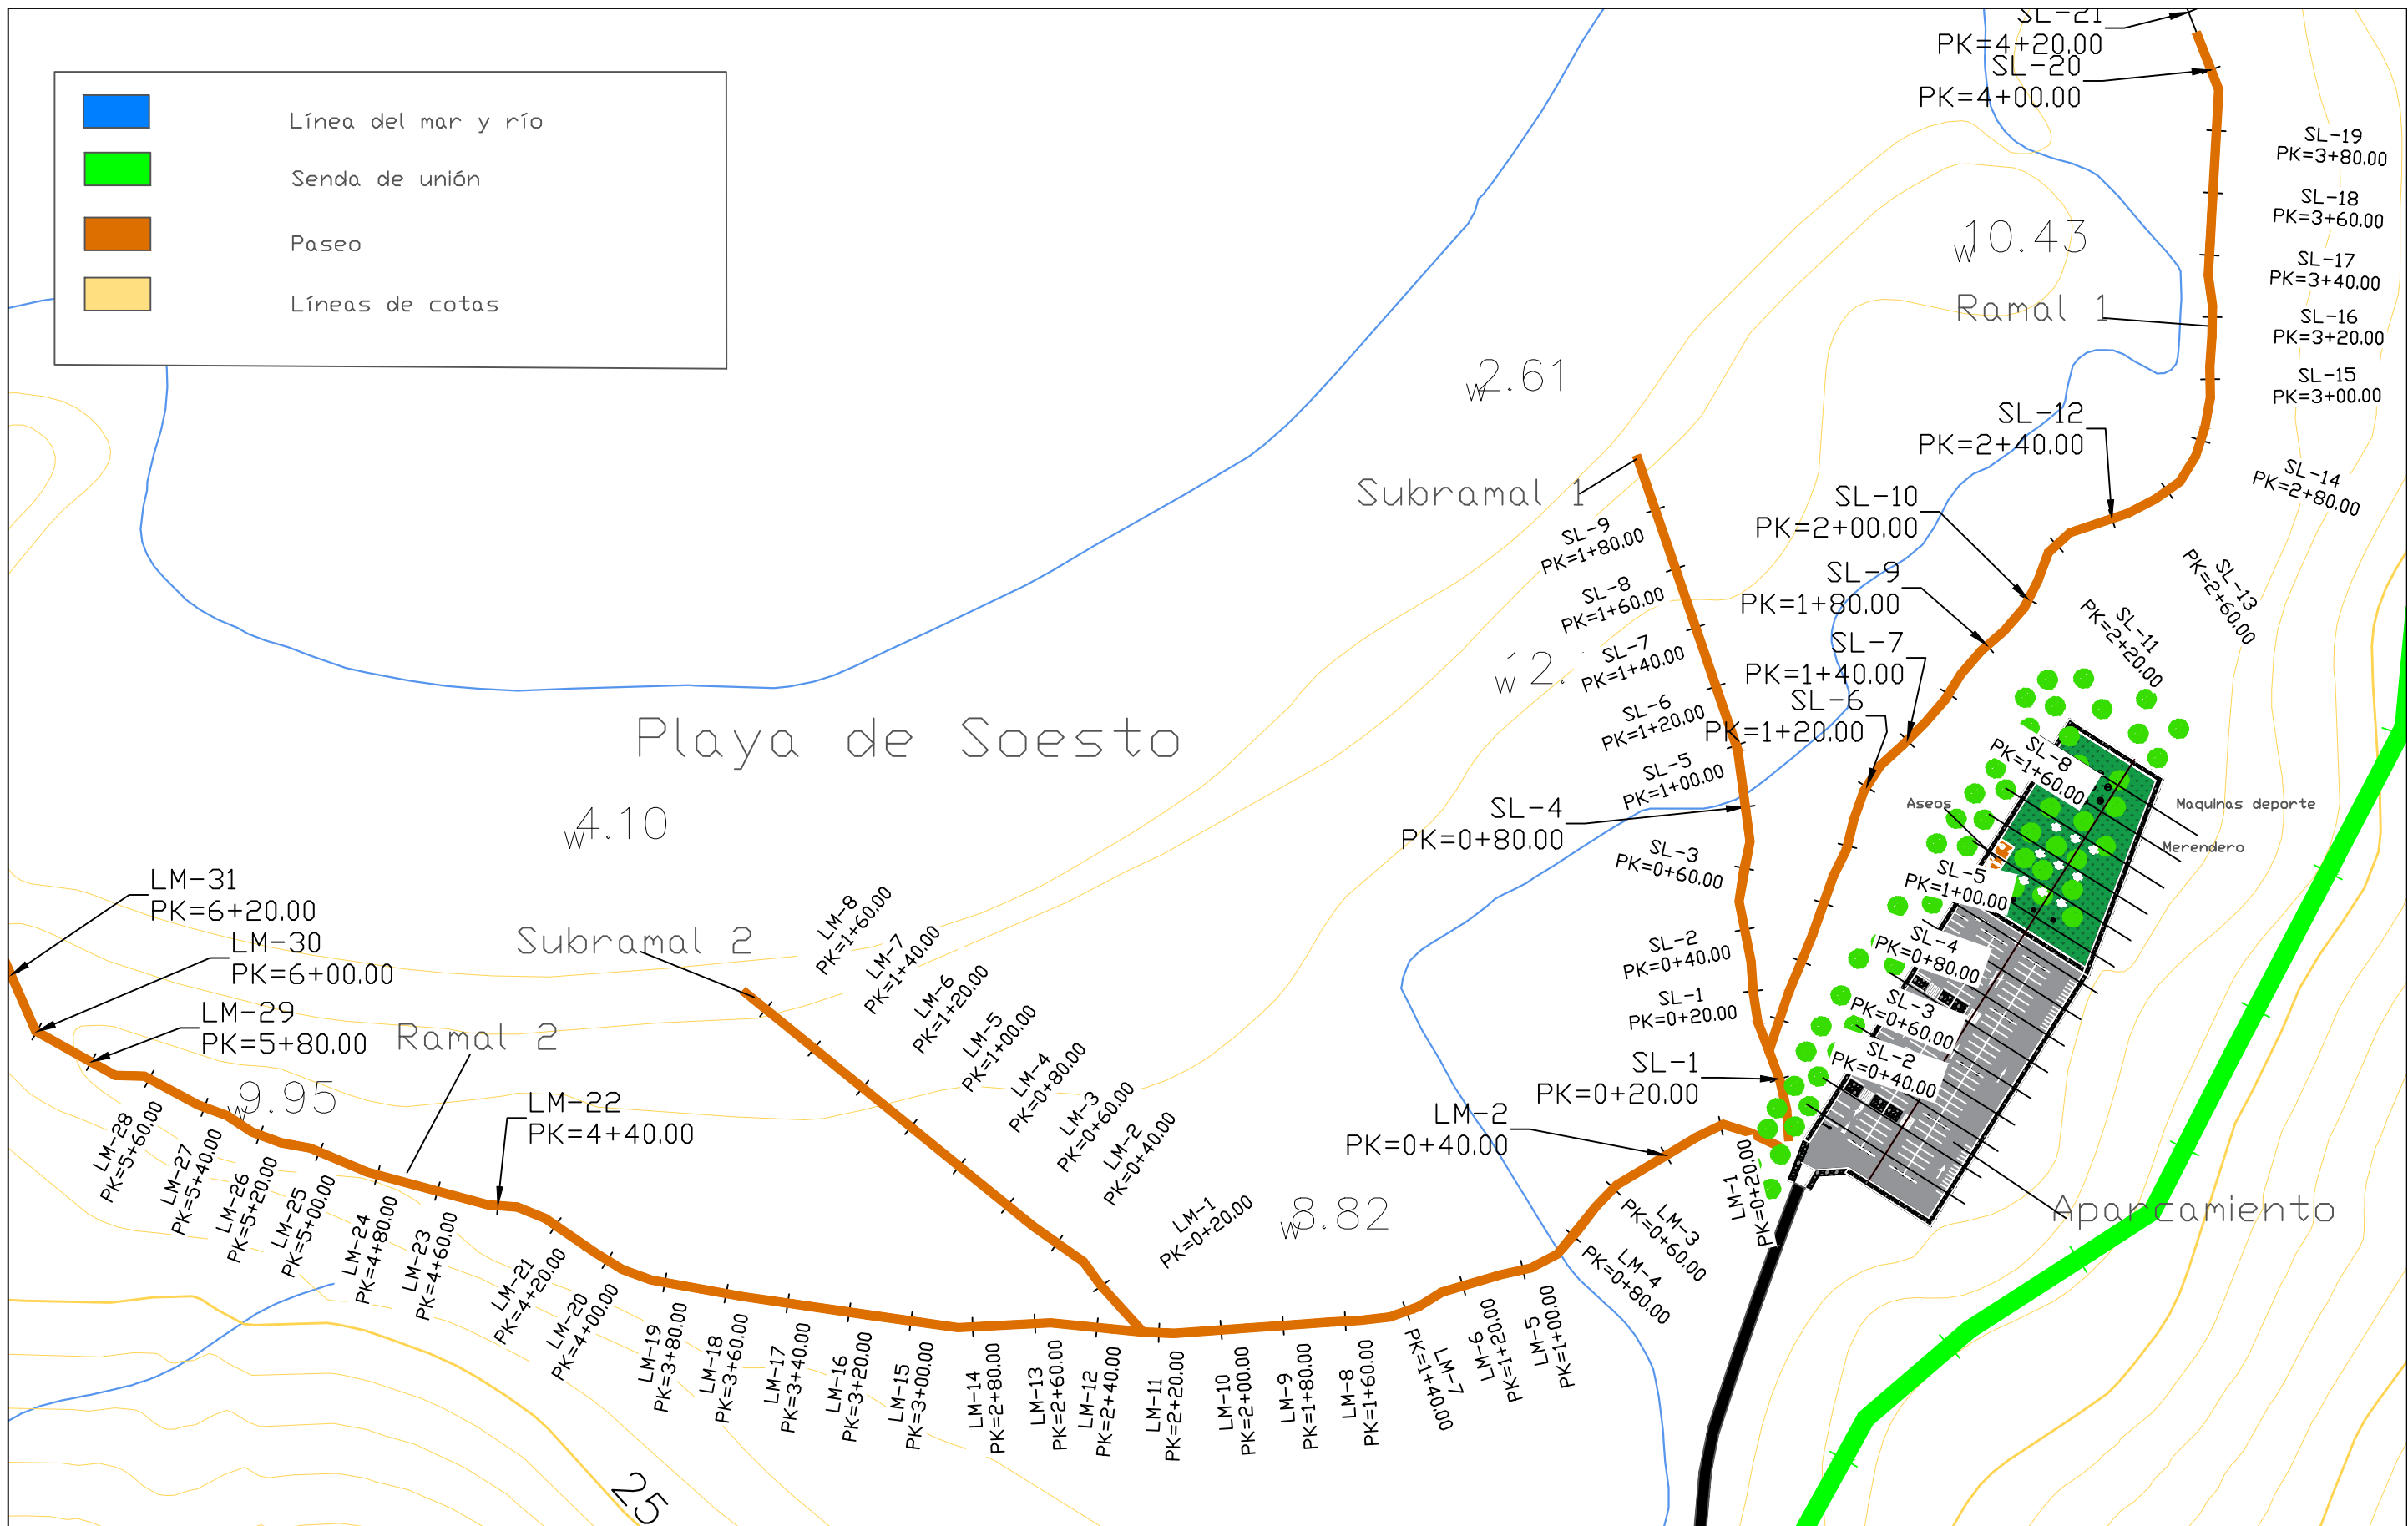 Línea del mar y río
Senda de unión
Paseo
Líneas de cotas
SL-21
PK=4+20.00
SL-20
PK=4+00.00
SL-19
PK=3+80.00
SL-18
PK=3+60.00
SL-17
PK=3+40.00
SL-16
PK=3+20.00
SL-15
PK=3+00.00
SL-14
PK=2+80.00
SL-13
PK=2+60.00
SL-12
PK=2+40.00
SL-11
PK=2+20.00
SL-10
PK=2+00.00
SL-9
PK=1+80.00
SL-7
PK=1+40.00
SL-6
PK=1+20.00
SL-8
PK=1+60.00
SL-5
PK=1+00.00
SL-4
PK=0+80.00
SL-3
PK=0+60.00
SL-2
PK=0+40.00
SL-1
PK=0+20.00
w10.43
Ramal 1
w2.61
Subramal 1
SL-9
PK=1+80.00
SL-8
PK=1+60.00
w12.
SL-7
PK=1+40.00
SL-6
PK=1+20.00
SL-5
PK=1+00.00
SL-4
PK=0+80.00
SL-3
PK=0+60.00
SL-2
PK=0+40.00
SL-1
PK=0+20.00
Aseos
Maquinas deporte
Merendero
Aparcamiento
Playa de Soesto
w4.10
Subramal 2
LM-8
PK=1+60.00
LM-7
PK=1+40.00
LM-6
PK=1+20.00
LM-5
PK=1+00.00
LM-4
PK=0+80.00
LM-3
PK=0+60.00
LM-2
PK=0+40.00
LM-1
PK=0+20.00
w8.82
LM-31
PK=6+20.00
LM-30
PK=6+00.00
LM-29
PK=5+80.00
Ramal 2
w9.95
LM-28
PK=5+60.00
LM-27
PK=5+40.00
LM-26
PK=5+20.00
LM-25
PK=5+00.00
LM-24
PK=4+80.00
LM-23
PK=4+60.00
LM-22
PK=4+40.00
LM-21
PK=4+20.00
LM-20
PK=4+00.00
LM-19
PK=3+80.00
LM-18
PK=3+60.00
LM-17
PK=3+40.00
LM-16
PK=3+20.00
LM-15
PK=3+00.00
LM-14
PK=2+80.00
LM-13
PK=2+60.00
LM-12
PK=2+40.00
LM-11
PK=2+20.00
LM-10
PK=2+00.00
LM-9
PK=1+80.00
LM-8
PK=1+60.00
LM-7
PK=1+40.00
LM-6
PK=1+20.00
LM-5
PK=1+00.00
LM-4
PK=0+80.00
LM-3
PK=0+60.00
LM-2
PK=0+40.00
LM-1
PK=0+20.00
25